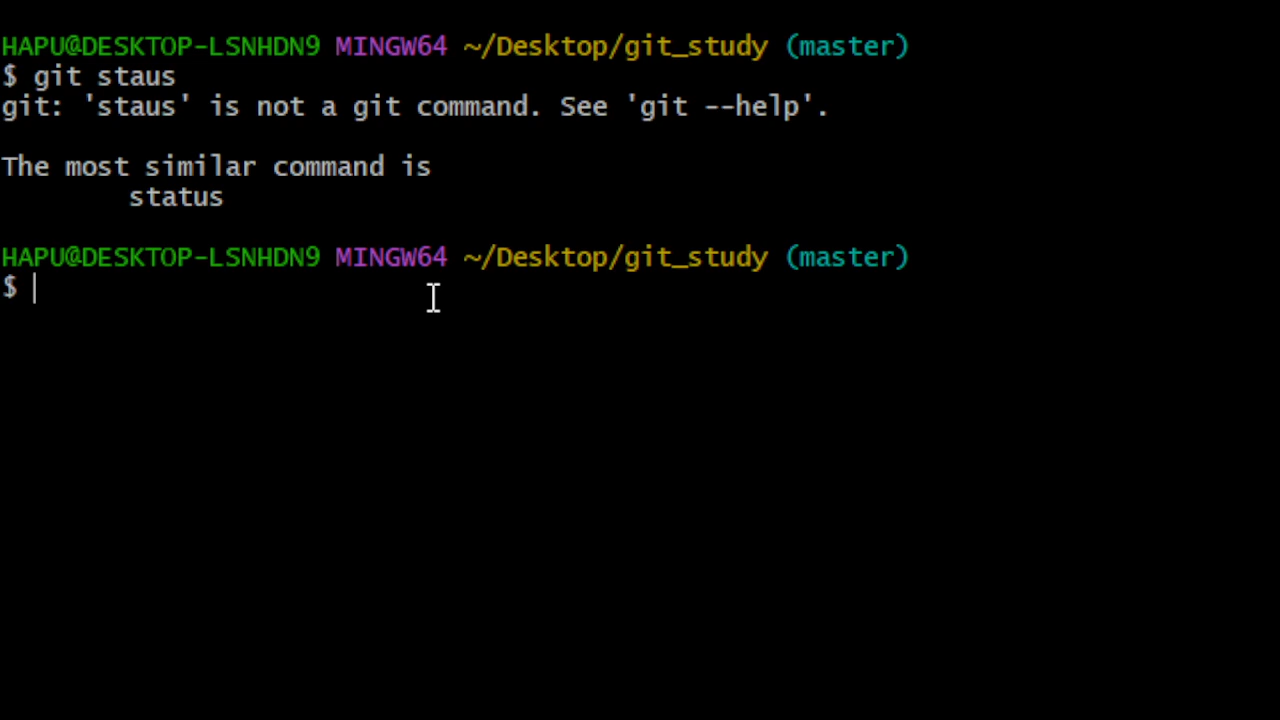 HAPU@DESKTOP-LSNHDN9 MINGW64 ~/Desktop/git_study (master)
$ git staus
git: 'staus' is not a git command. See 'git --help'.
The most similar command is
status
HAPU@DESKTOP-LSNHDN9 MINGW64 ~/Desktop/git_study (master)
$